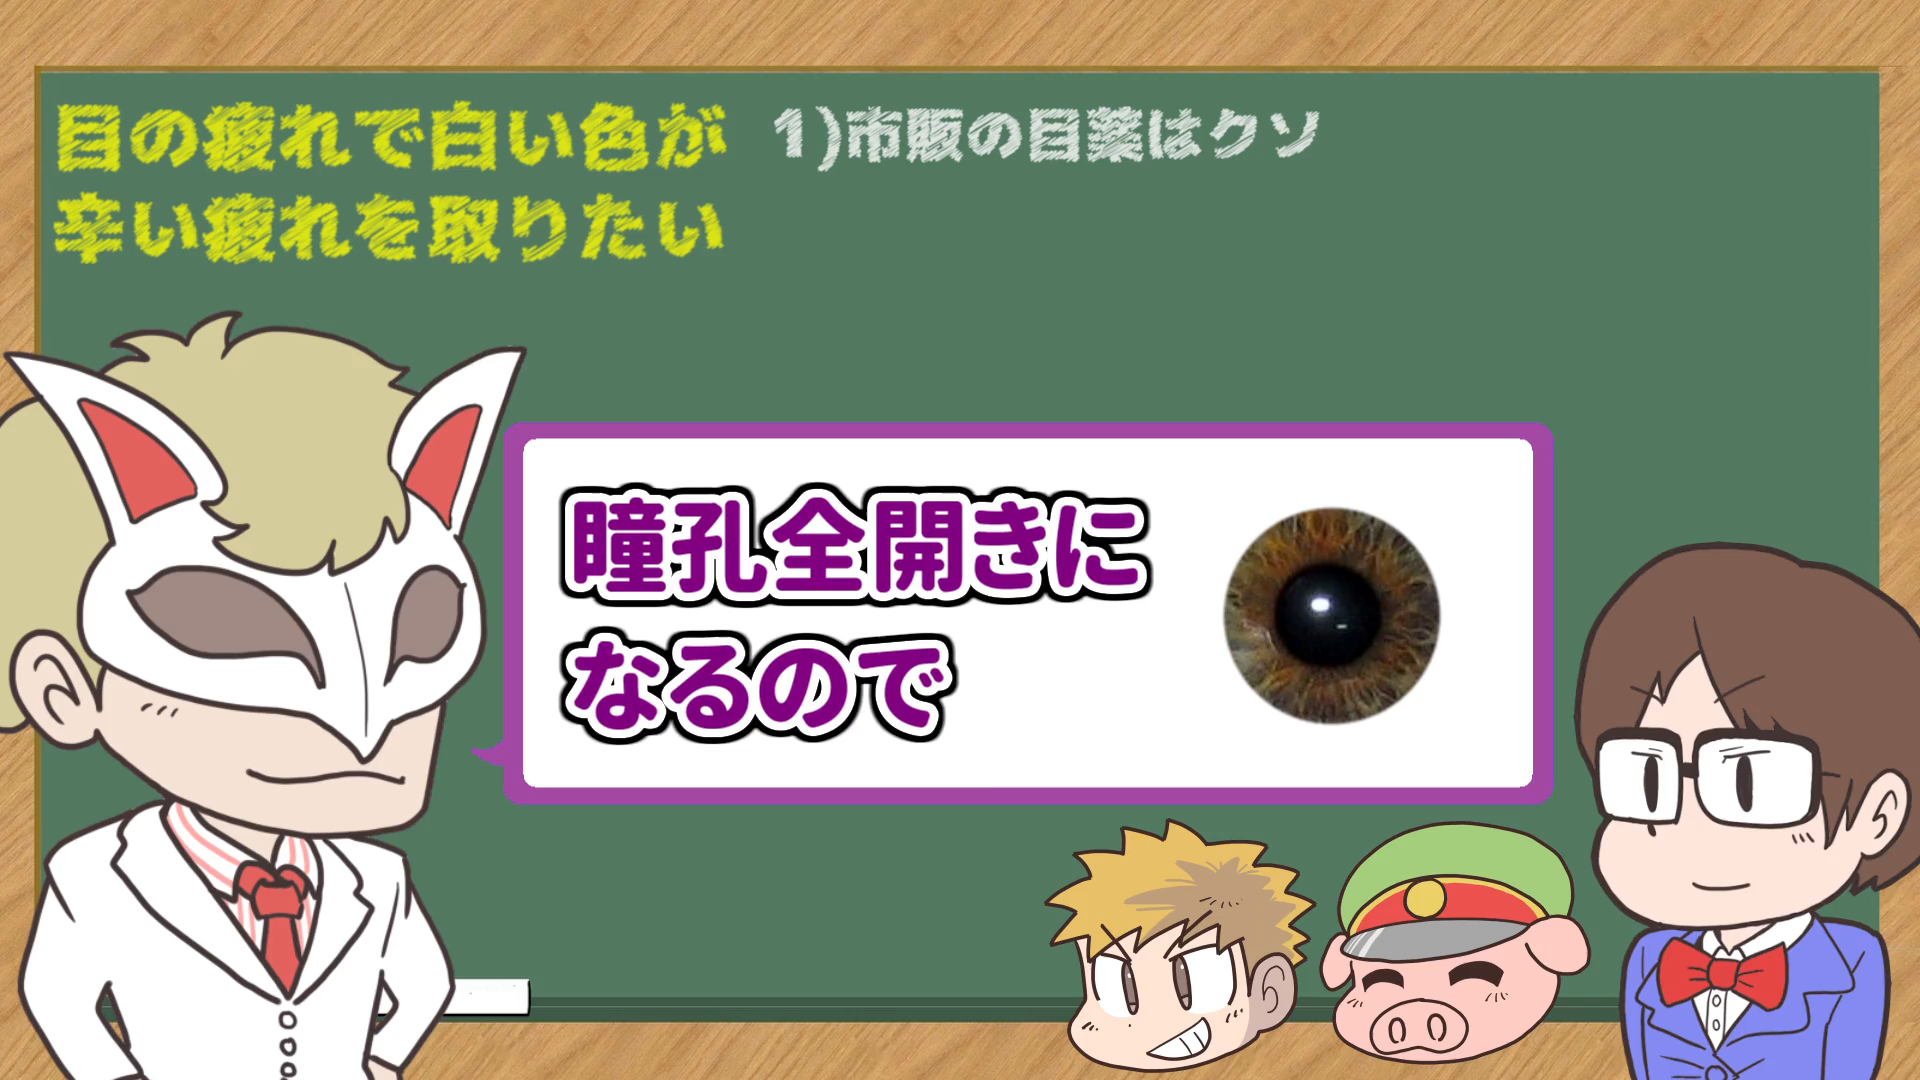 目の疲れで白い色が
辛い疲れを取りたい
1)市販の目薬はクソ
瞳孔全開きに
なるので